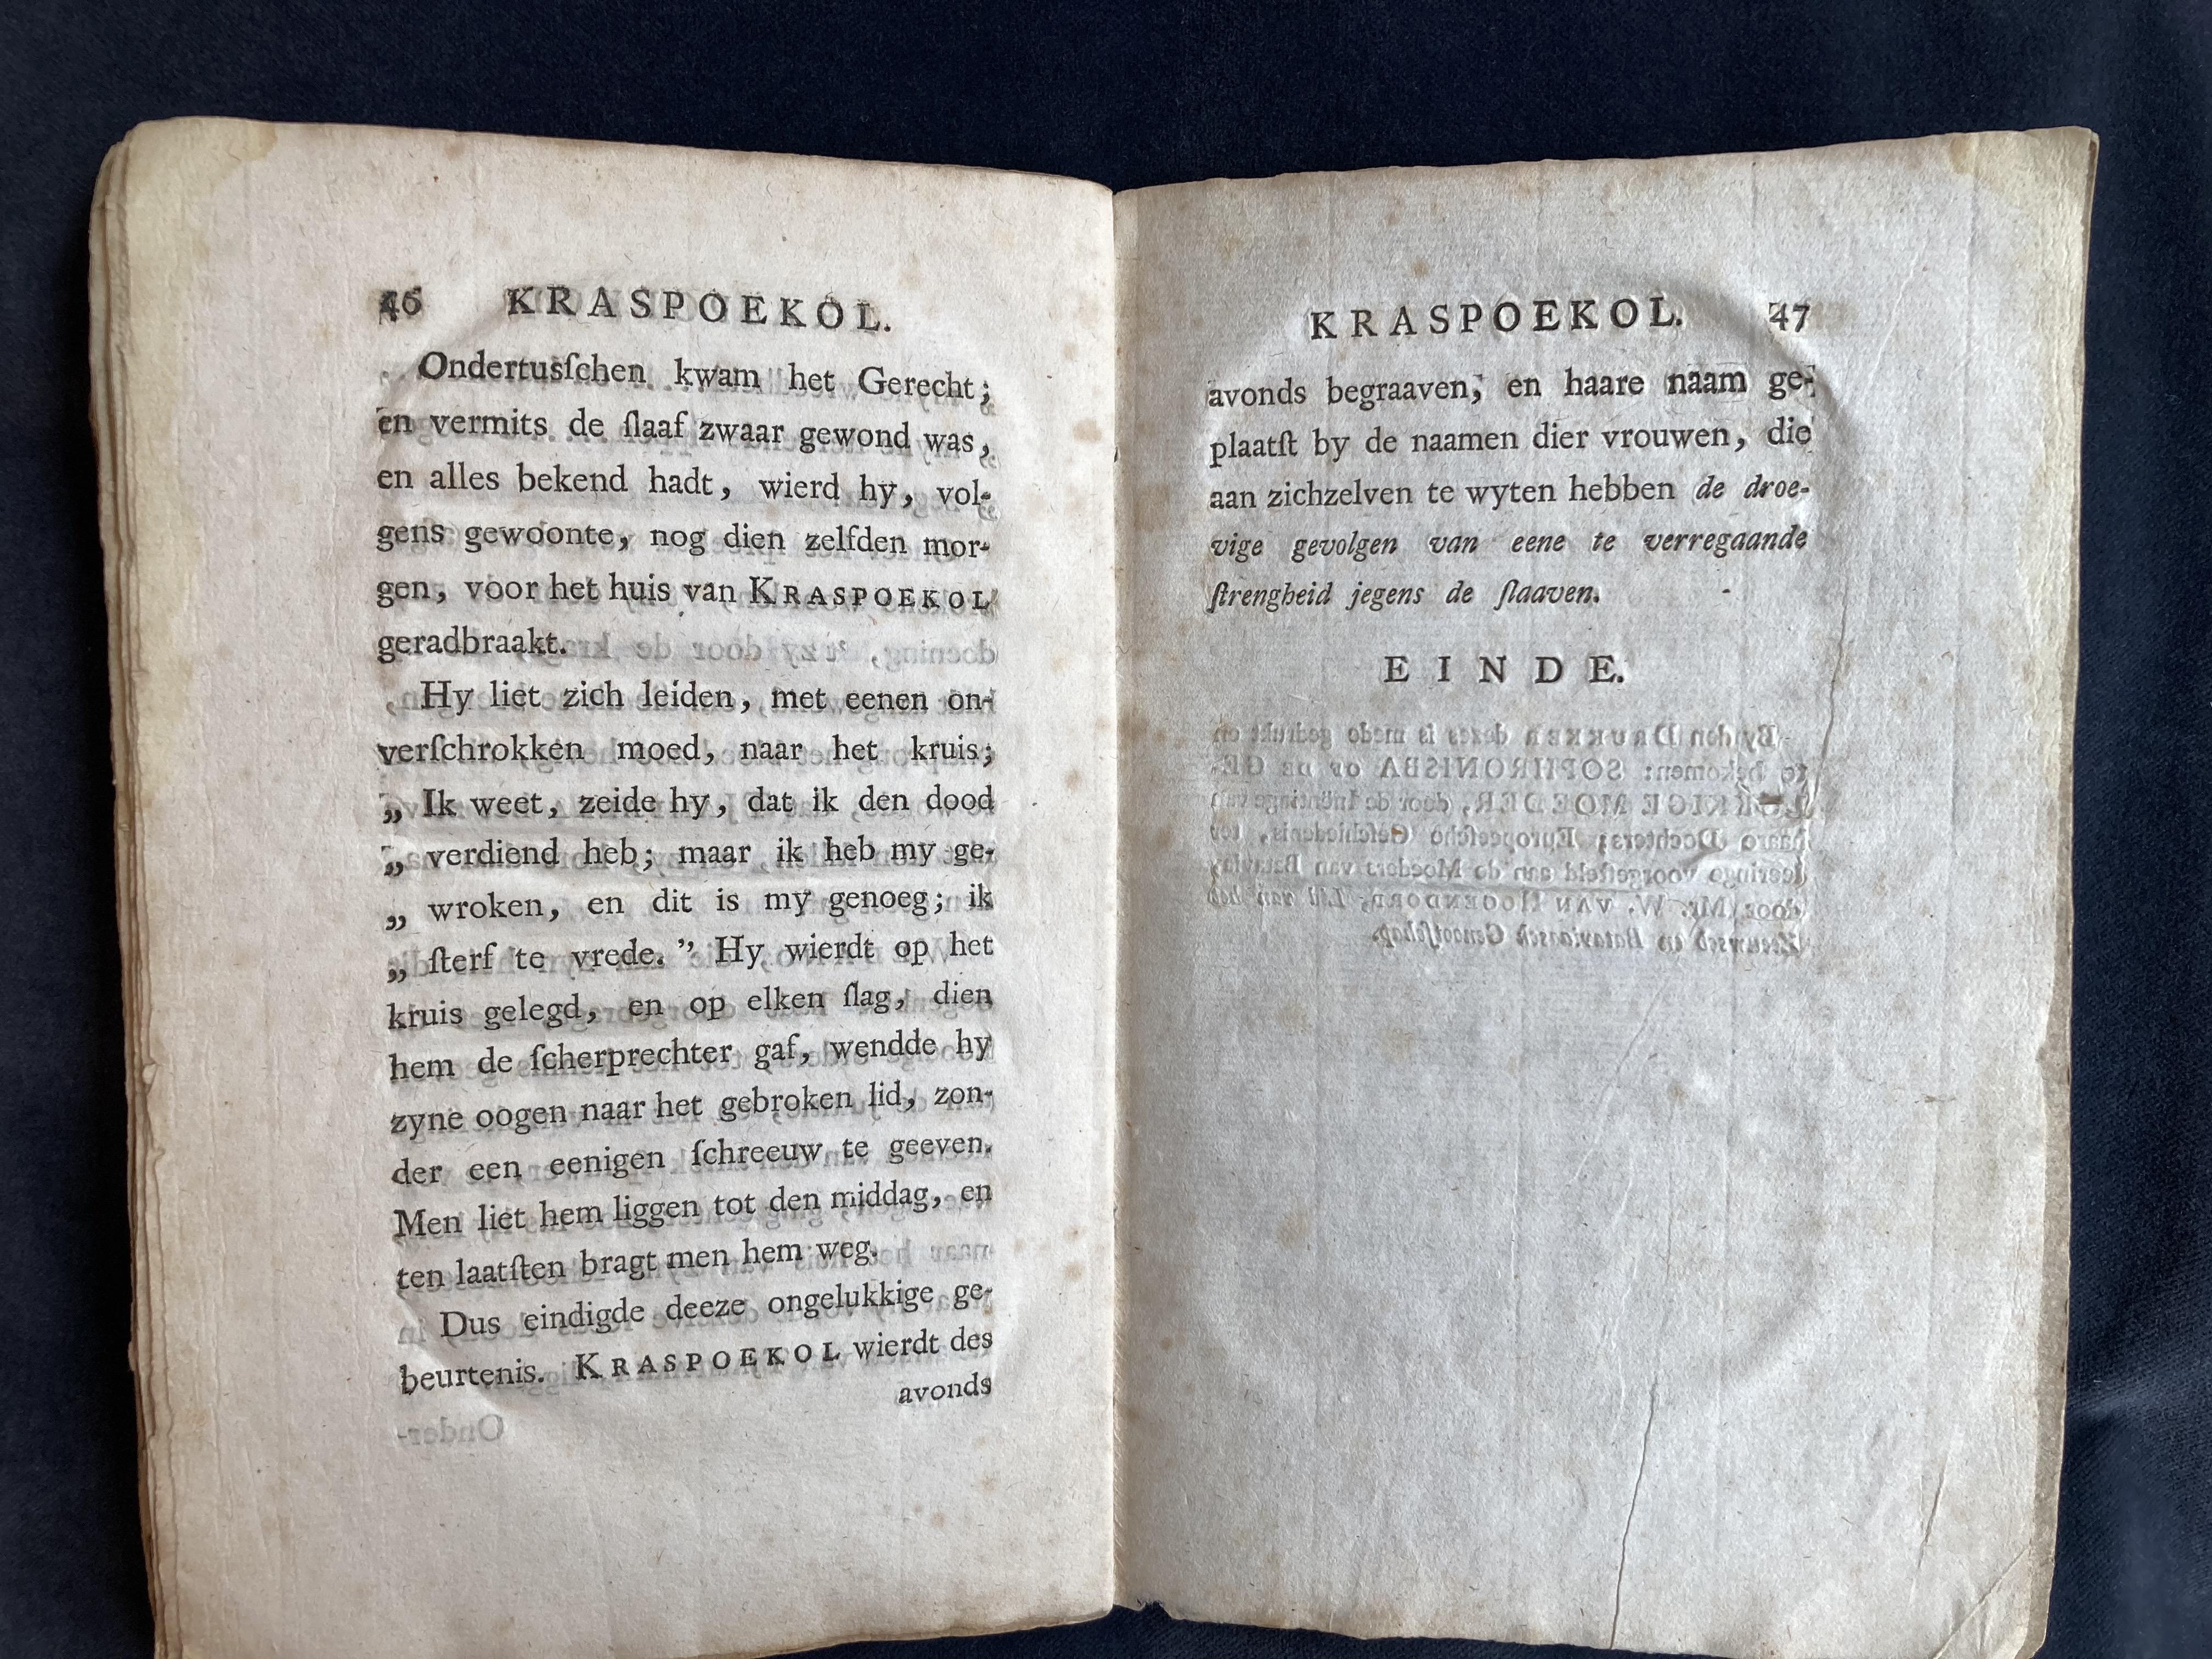 46 KRASPOEKOL.
Ondertusſchen kwam het Gerecht;
en vermits de ſlaaf zwaar gewond was,
en alles bekend hadt, wierd hy, vol-
gens gewoonte, nog dien zelfden mor-
gen, voor het huis van KRASPOEKOL
geradbraakt.
Hy liet zich leiden, met eenen on-
verſchrokken moed, naar het kruis;
„ Ik weet, zeide hy, dat ik den dood
„ verdiend heb; maar ik heb my ge-
„ wroken, en dit is my genoeg; ik
„ ſterf te vrede.” Hy wierdt op het
kruis gelegd, en op elken ſlag, dien
hem de ſcherprechter gaf, wendde hy
zyne oogen naar het gebroken lid, zon-
der een eenigen ſchreeuw te geeven.
Men liet hem liggen tot den middag, en
ten laatſten bragt men hem weg.
Dus eindigde deeze ongelukkige ge-
beurtenis. KRASPOEKOL wierdt des
avonds
KRASPOEKOL. 47
avonds begraaven, en haare naam ge-
plaatſt by de naamen dier vrouwen, die
aan zichzelven te wyten hebben de droe-
vige gevolgen van eene te verregaande
ſtrengheid jegens de ſlaaven.
EINDE.